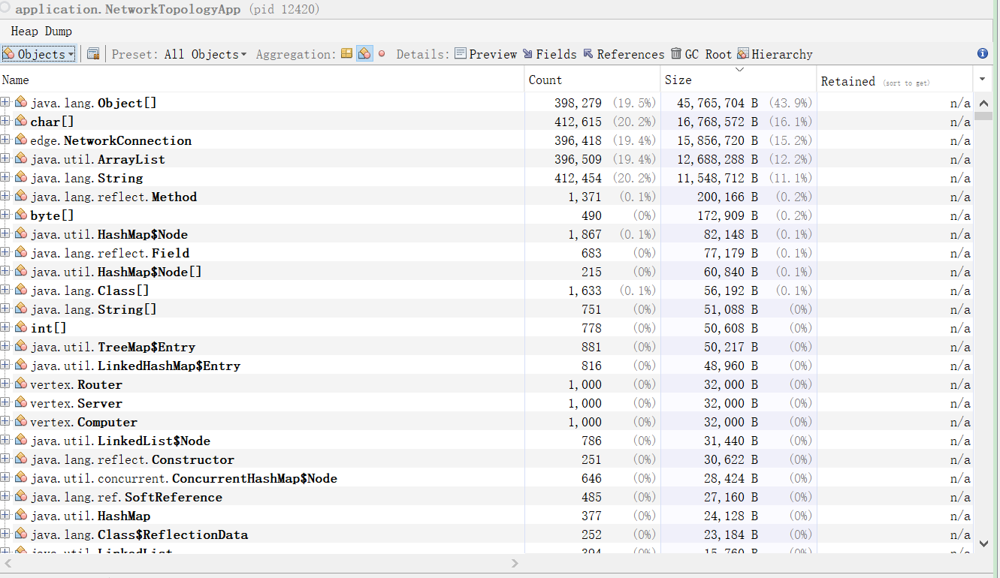 application.NetworkTopologyApp (pid 12420)
Heap Dump
Objects Preset: All Objects Aggregation: Details: Preview Fields References GC Root Hierarchy
Name Count Size Retained (sort to get)
java.lang.Object[] 398,279 (19.5%) 45,765,704 B (43.9%) n/a
char[] 412,615 (20.2%) 16,768,572 B (16.1%) n/a
edge.NetworkConnection 396,418 (19.4%) 15,856,720 B (15.2%) n/a
java.util.ArrayList 396,509 (19.4%) 12,688,288 B (12.2%) n/a
java.lang.String 412,454 (20.2%) 11,548,712 B (11.1%) n/a
java.lang.reflect.Method 1,371 (0.1%) 200,166 B (0.2%) n/a
byte[] 490 (0%) 172,909 B (0.2%) n/a
java.util.HashMap$Node 1,867 (0.1%) 82,148 B (0.1%) n/a
java.lang.reflect.Field 683 (0%) 77,179 B (0.1%) n/a
java.util.HashMap$Node[] 215 (0%) 60,840 B (0.1%) n/a
java.lang.Class[] 1,633 (0.1%) 56,192 B (0.1%) n/a
java.lang.String[] 751 (0%) 51,088 B (0%) n/a
int[] 778 (0%) 50,608 B (0%) n/a
java.util.TreeMap$Entry 881 (0%) 50,217 B (0%) n/a
java.util.LinkedHashMap$Entry 816 (0%) 48,960 B (0%) n/a
vertex.Router 1,000 (0%) 32,000 B (0%) n/a
vertex.Server 1,000 (0%) 32,000 B (0%) n/a
vertex.Computer 1,000 (0%) 32,000 B (0%) n/a
java.util.LinkedList$Node 786 (0%) 31,440 B (0%) n/a
java.lang.reflect.Constructor 251 (0%) 30,622 B (0%) n/a
java.util.concurrent.ConcurrentHashMap$Node 646 (0%) 28,424 B (0%) n/a
java.lang.ref.SoftReference 485 (0%) 27,160 B (0%) n/a
java.util.HashMap 377 (0%) 24,128 B (0%) n/a
java.lang.Class$ReflectionData 252 (0%) 23,184 B (0%) n/a
java.util.LinkedList 394 (0%) 15,760 B (0%) n/a